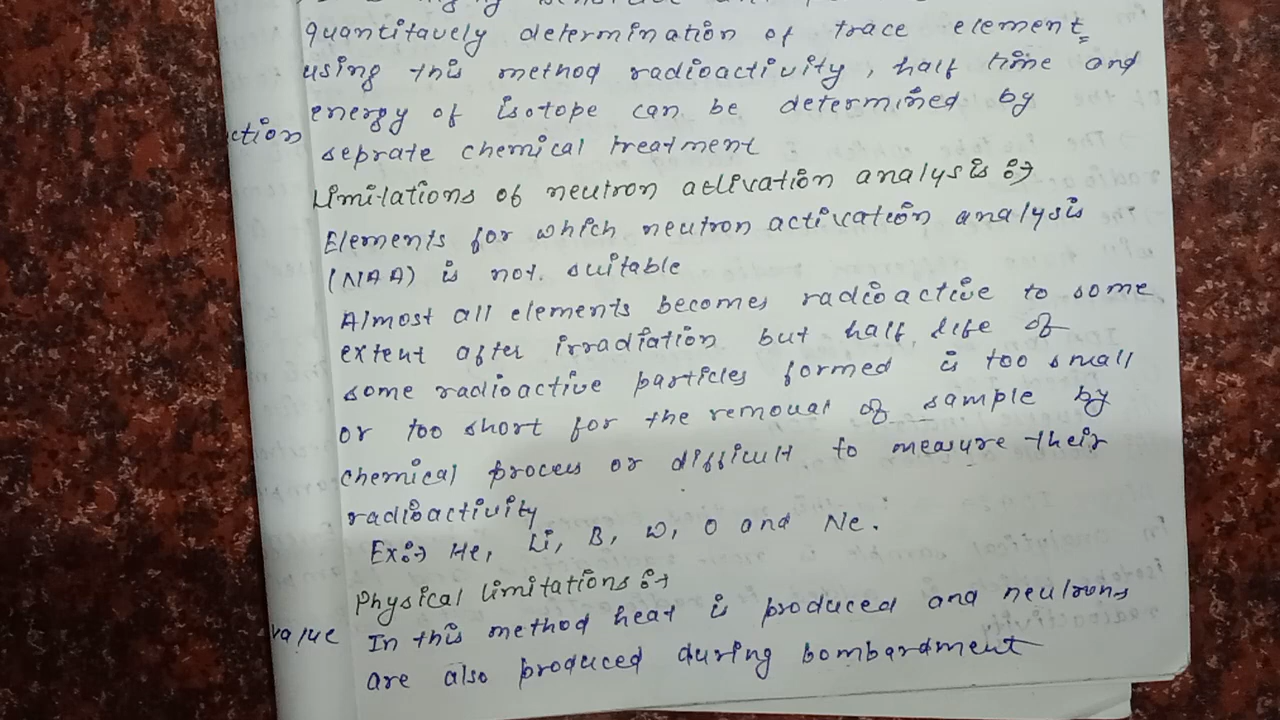 quantitavely determination of trace element
using this method radioactivity, half time and
energy of isotope can be determined by
ction
seprate chemical treatment
Limitations of neutron activation analysis :→
Elements for which neutron activation analysis
(NAA) is not. suitable
Almost all elements becomes radioactive to some
extent after irradiation but half life of
some radioactive particles formed is too small
or too short for the removal of sample by
chemical process or difficult to measure their
radioactivity
Ex:→ He, Li, B, W, O and Ne.
Physical limitations :→
value
In this method heat is produced and neutrons
are also produced during bombardment